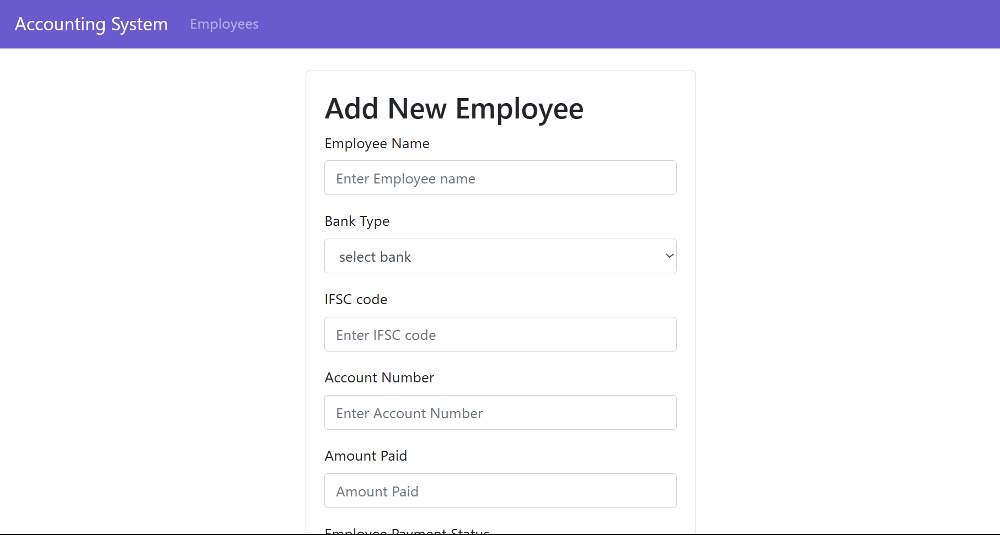 Accounting System Employees
Add New Employee
Employee Name
Enter Employee name
Bank Type
select bank
IFSC code
Enter IFSC code
Account Number
Enter Account Number
Amount Paid
Amount Paid
Employee Payment Status